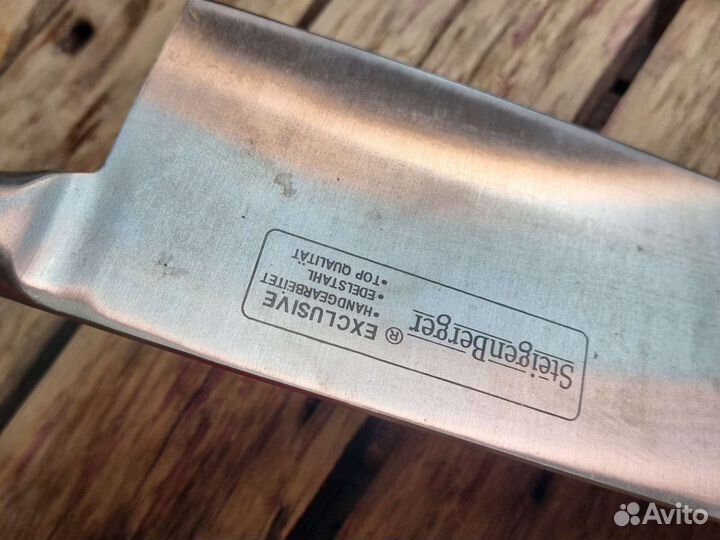 SteigenBerger ®
EXCLUSIVE
•HANDGEARBEITET
•EDELSTAHL
•TOP QUALITÄT
Avito